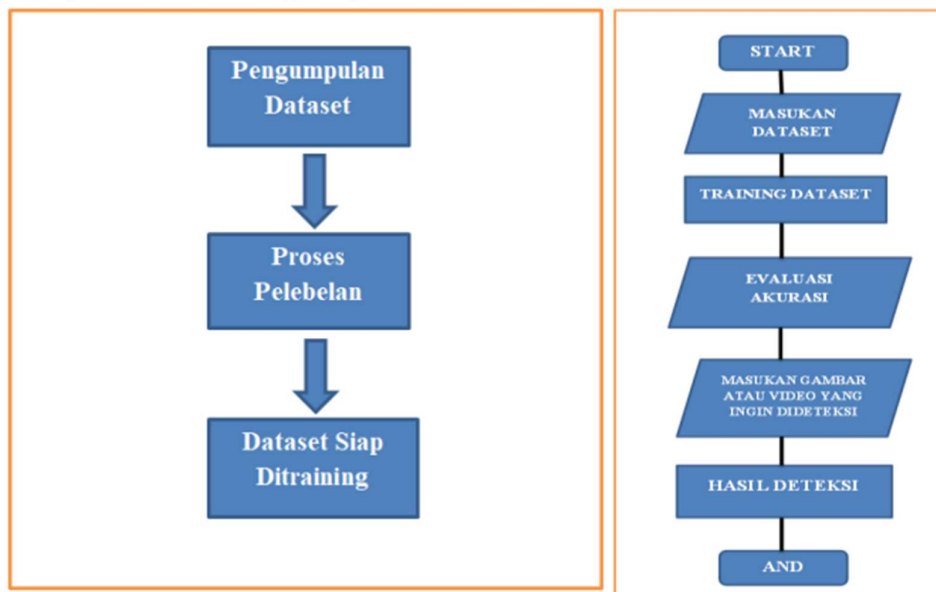 Pengumpulan
Dataset
Proses
Pelebelan
Dataset Siap
Ditraining
START
MASUKAN
DATASET
TRAINING DATASET
EVALUASI
AKURASI
MASUKAN GAMBAR
ATAU VIDEO YANG
INGIN DIDETEKSI
HASIL DETEKSI
AND